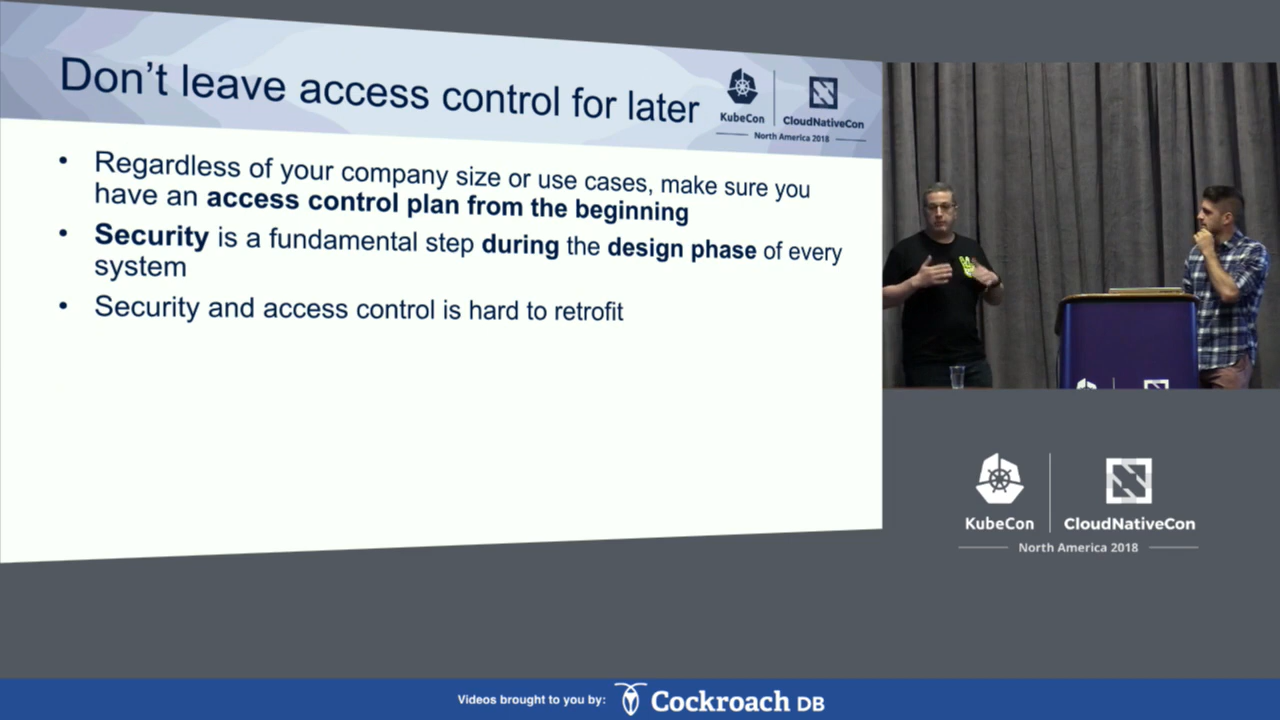 Don't leave access control for later
KubeCon
CloudNativeCon
North America 2018
• Regardless of your company size or use cases, make sure you
have an access control plan from the beginning
• Security is a fundamental step during the design phase of every
system
• Security and access control is hard to retrofit
KubeCon
CloudNativeCon
North America 2018
Videos brought to you by: Cockroach DB